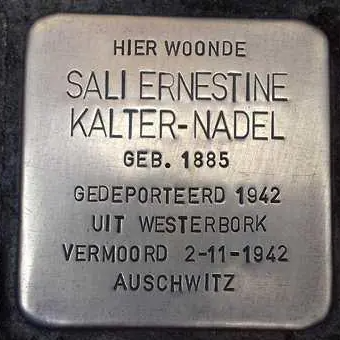 HIER WOONDE
SALI ERNESTINE
KALTER-NADEL
GEB. 1885
GEDEPORTEERD 1942
UIT WESTERBORK
VERMOORD 2-11-1942
AUSCHWITZ